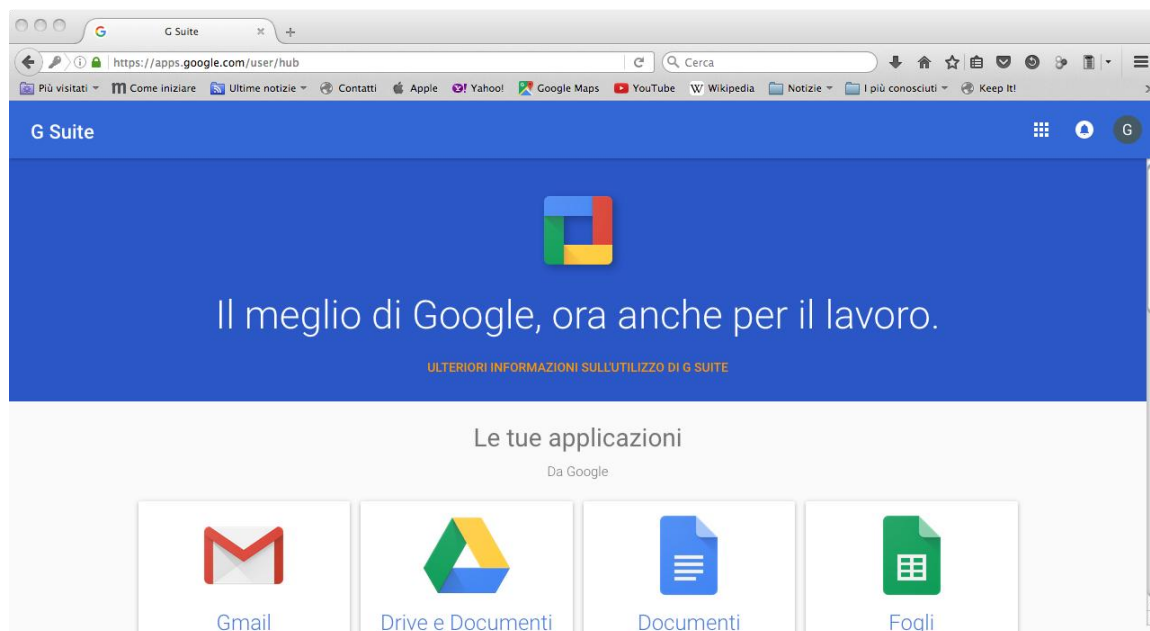 G Suite
https://apps.google.com/user/hub
Cerca
Più visitati
Come iniziare
Ultime notizie
Contatti
Apple
Yahoo!
Google Maps
YouTube
Wikipedia
Notizie
I più conosciuti
Keep It!
G Suite
G
Il meglio di Google, ora anche per il lavoro.
ULTERIORI INFORMAZIONI SULL'UTILIZZO DI G SUITE
Le tue applicazioni
Da Google
Gmail
Drive e Documenti
Documenti
Fogli